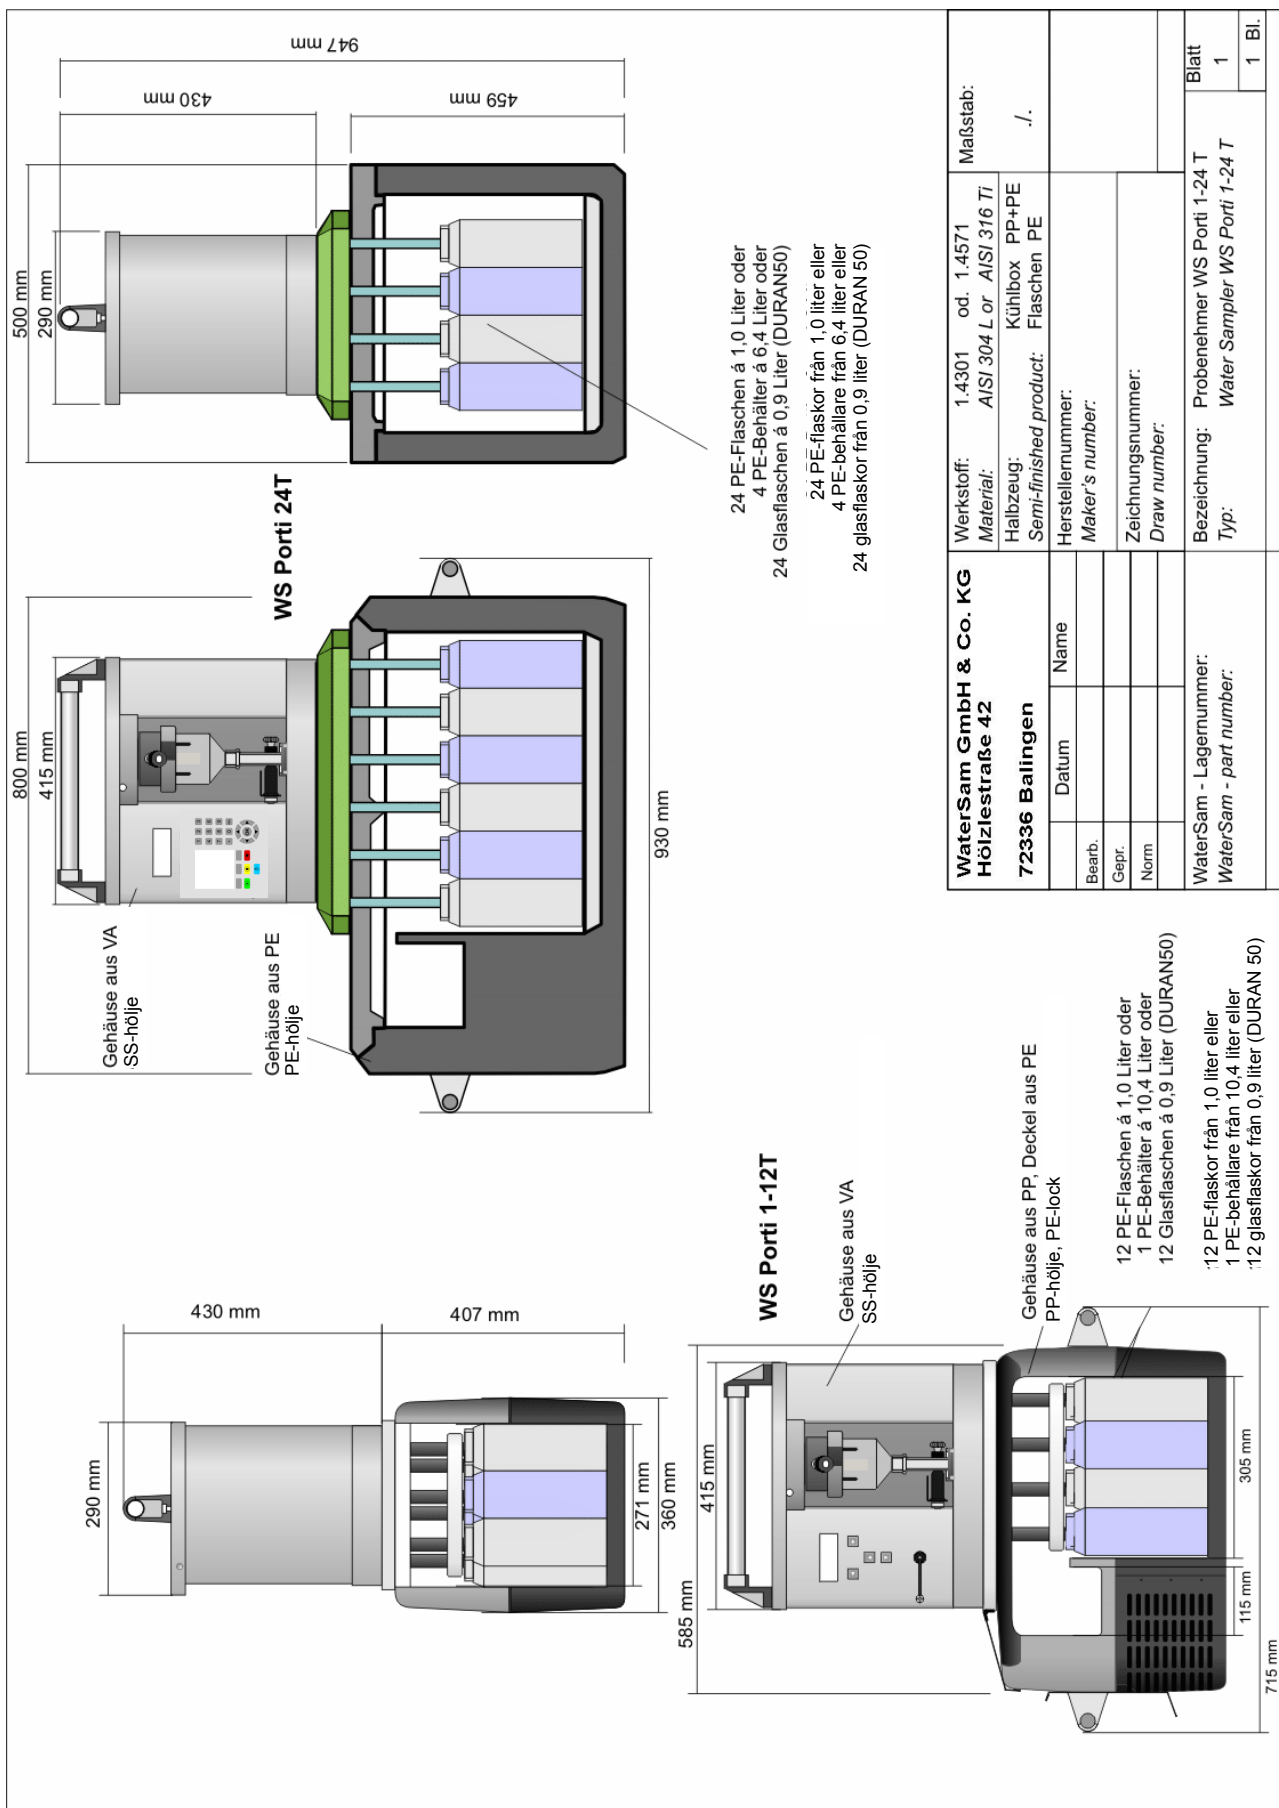 947 mm
430 mm
459 mm
500 mm
290 mm
24 PE-Flaschen á 1,0 Liter oder
4 PE-Behälter á 6,4 Liter oder
24 Glasflaschen á 0,9 Liter (DURAN50)
24 PE-flaskor från 1,0 liter eller
4 PE-behållare från 6,4 liter eller
24 glasflaskor från 0,9 liter (DURAN 50)
WS Porti 24T
800 mm
415 mm
930 mm
Gehäuse aus VA
SS-hölje
Gehäuse aus PE
PE-hölje
430 mm
407 mm
290 mm
271 mm
360 mm
WS Porti 1-12T
Gehäuse aus VA
SS-hölje
Gehäuse aus PP, Deckel aus PE
PP-hölje, PE-lock
12 PE-Flaschen á 1,0 Liter oder
1 PE-Behälter á 10,4 Liter oder
12 Glasflaschen á 0,9 Liter (DURAN50)
12 PE-flaskor från 1,0 liter eller
1 PE-behållare från 10,4 liter eller
12 glasflaskor från 0,9 liter (DURAN 50)
585 mm
415 mm
305 mm
115 mm
715 mm
WaterSam GmbH & Co. KG
Hölzlestraße 42
72336 Balingen
Datum Name
Bearb.
Gepr.
Norm
WaterSam - Lagernummer:
WaterSam - part number:
Werkstoff: 1.4301 od. 1.4571
Material: AISI 304 L or AISI 316 Ti
Halbzeug: Kühlbox PP+PE
Semi-finished product: Flaschen PE
Maßstab:
./.
Herstellernummer:
Maker's number:
Zeichnungsnummer:
Draw number:
Bezeichnung: Probenehmer WS Porti 1-24 T
Typ: Water Sampler WS Porti 1-24 T
Blatt
1
1 Bl.